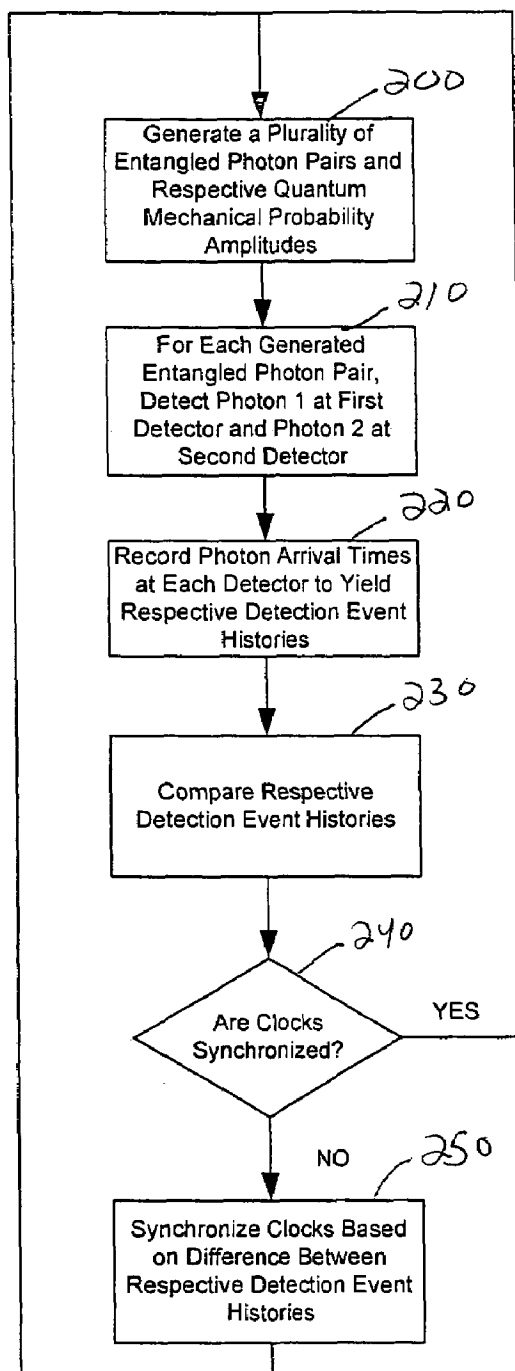 200
Generate a Plurality of
Entangled Photon Pairs and
Respective Quantum
Mechanical Probability
Amplitudes
210
For Each Generated
Entangled Photon Pair,
Detect Photon 1 at First
Detector and Photon 2 at
Second Detector
220
Record Photon Arrival Times
at Each Detector to Yield
Respective Detection Event
Histories
230
Compare Respective
Detection Event Histories
240
Are Clocks
Synchronized?
YES
NO
250
Synchronize Clocks Based
on Difference Between
Respective Detection Event
Histories